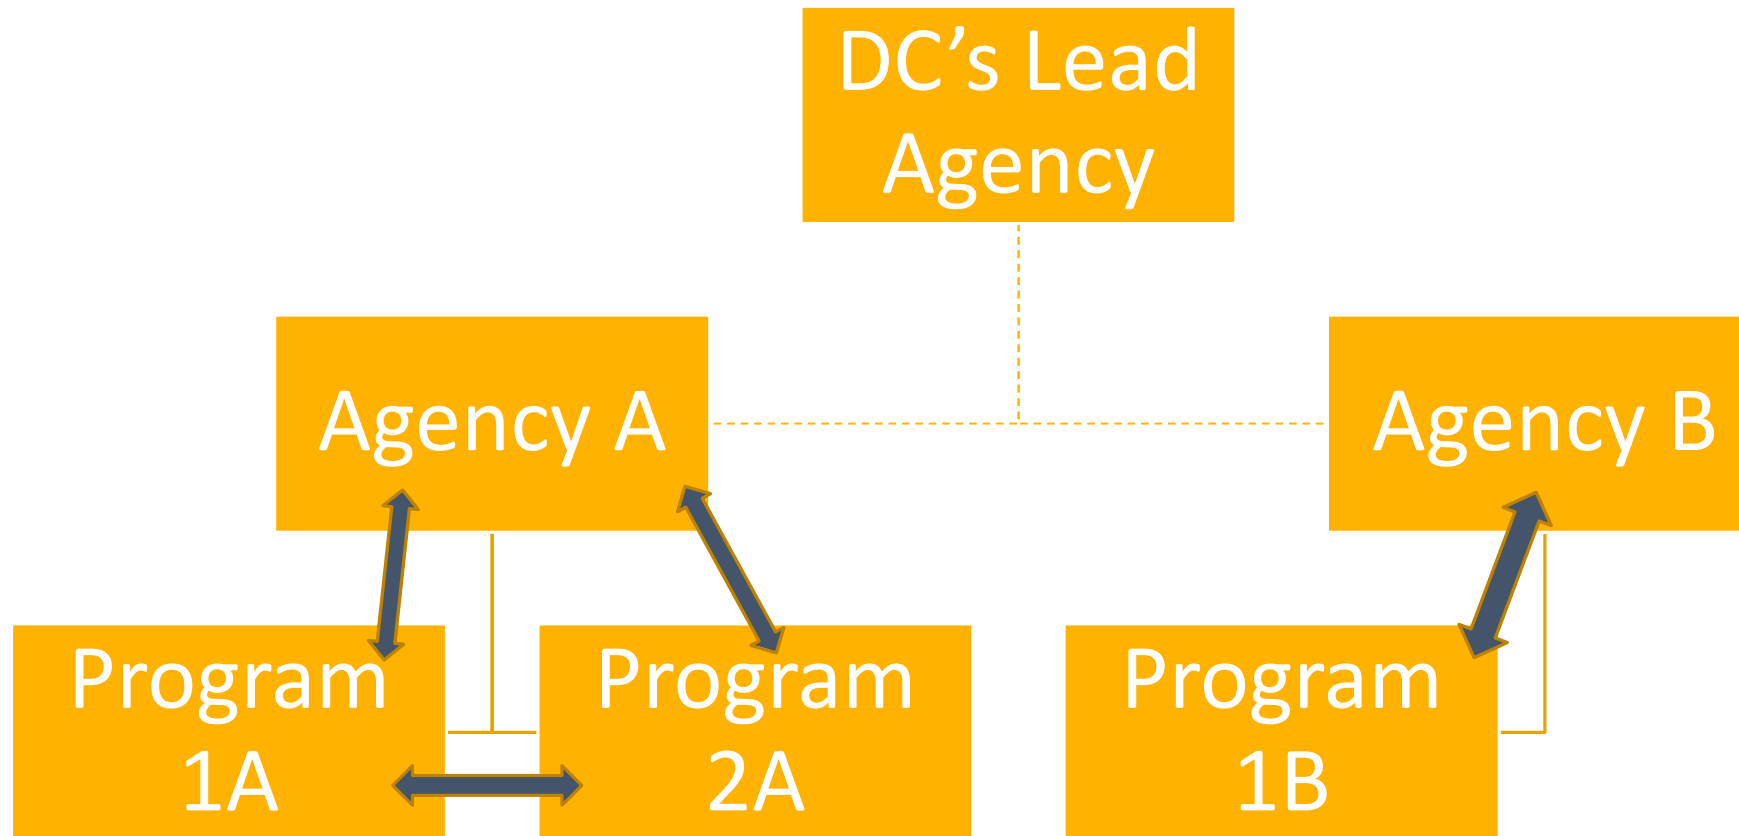 DC’s Lead
Agency
Agency A
Agency B
Program
1A
Program
2A
Program
1B